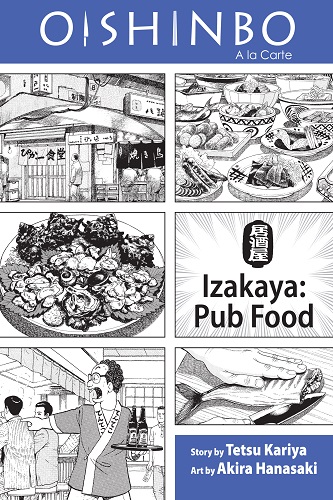 OISHINBO
A la Carte
居酒屋
Izakaya:
Pub Food
Story by Tetsu Kariya
Art by Akira Hanasaki